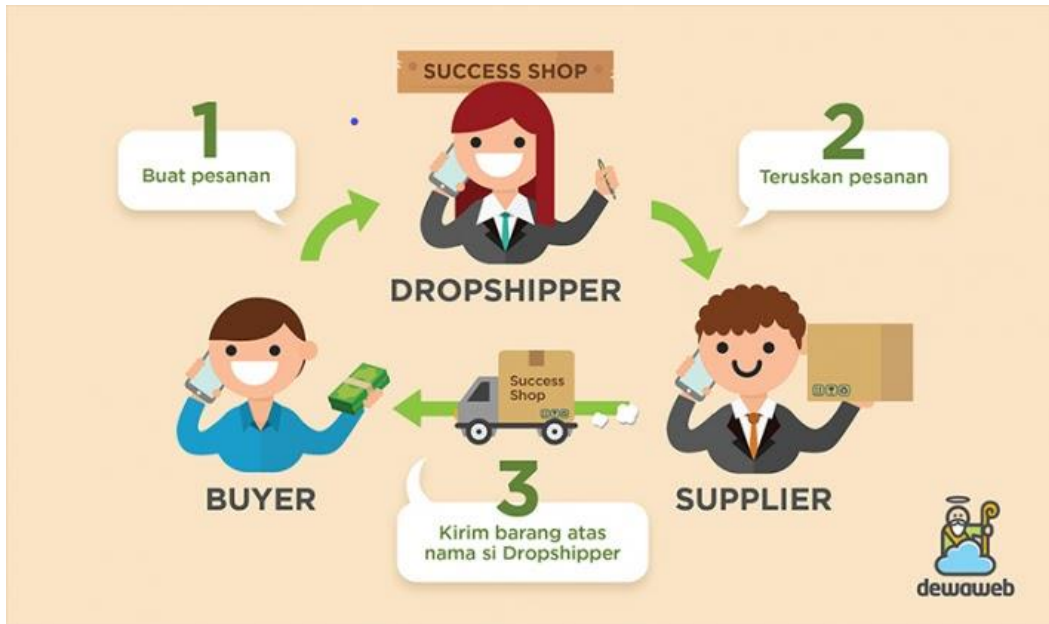 SUCCESS SHOP
1
Buat pesanan
2
Teruskan pesanan
DROPSHIPPER
Success
Shop
BUYER
SUPPLIER
3
Kirim barang atas
nama si Dropshipper
dewaweb